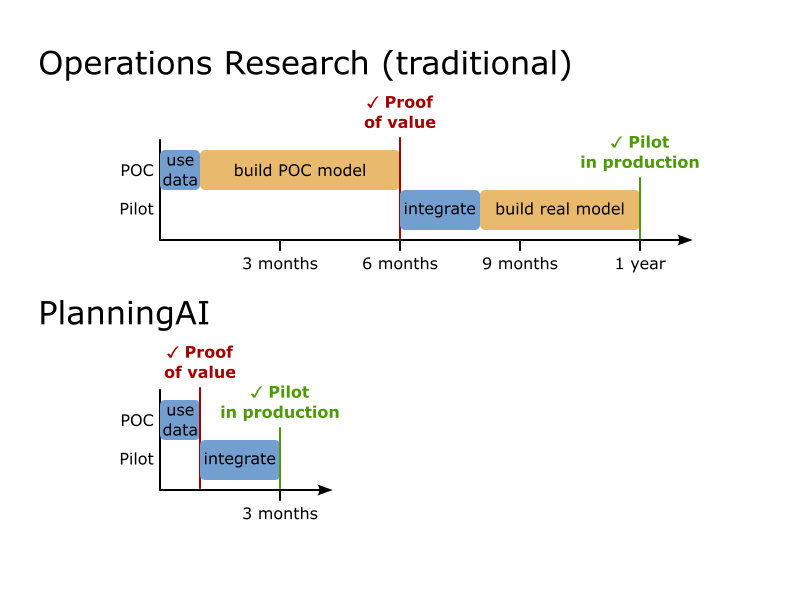 Operations Research (traditional)
✓ Proof
of value
✓ Pilot
in production
POC
use
data
build POC model
Pilot
integrate
build real model
3 months
6 months
9 months
1 year
PlanningAI
✓ Proof
of value
✓ Pilot
in production
POC
use
data
Pilot
integrate
3 months